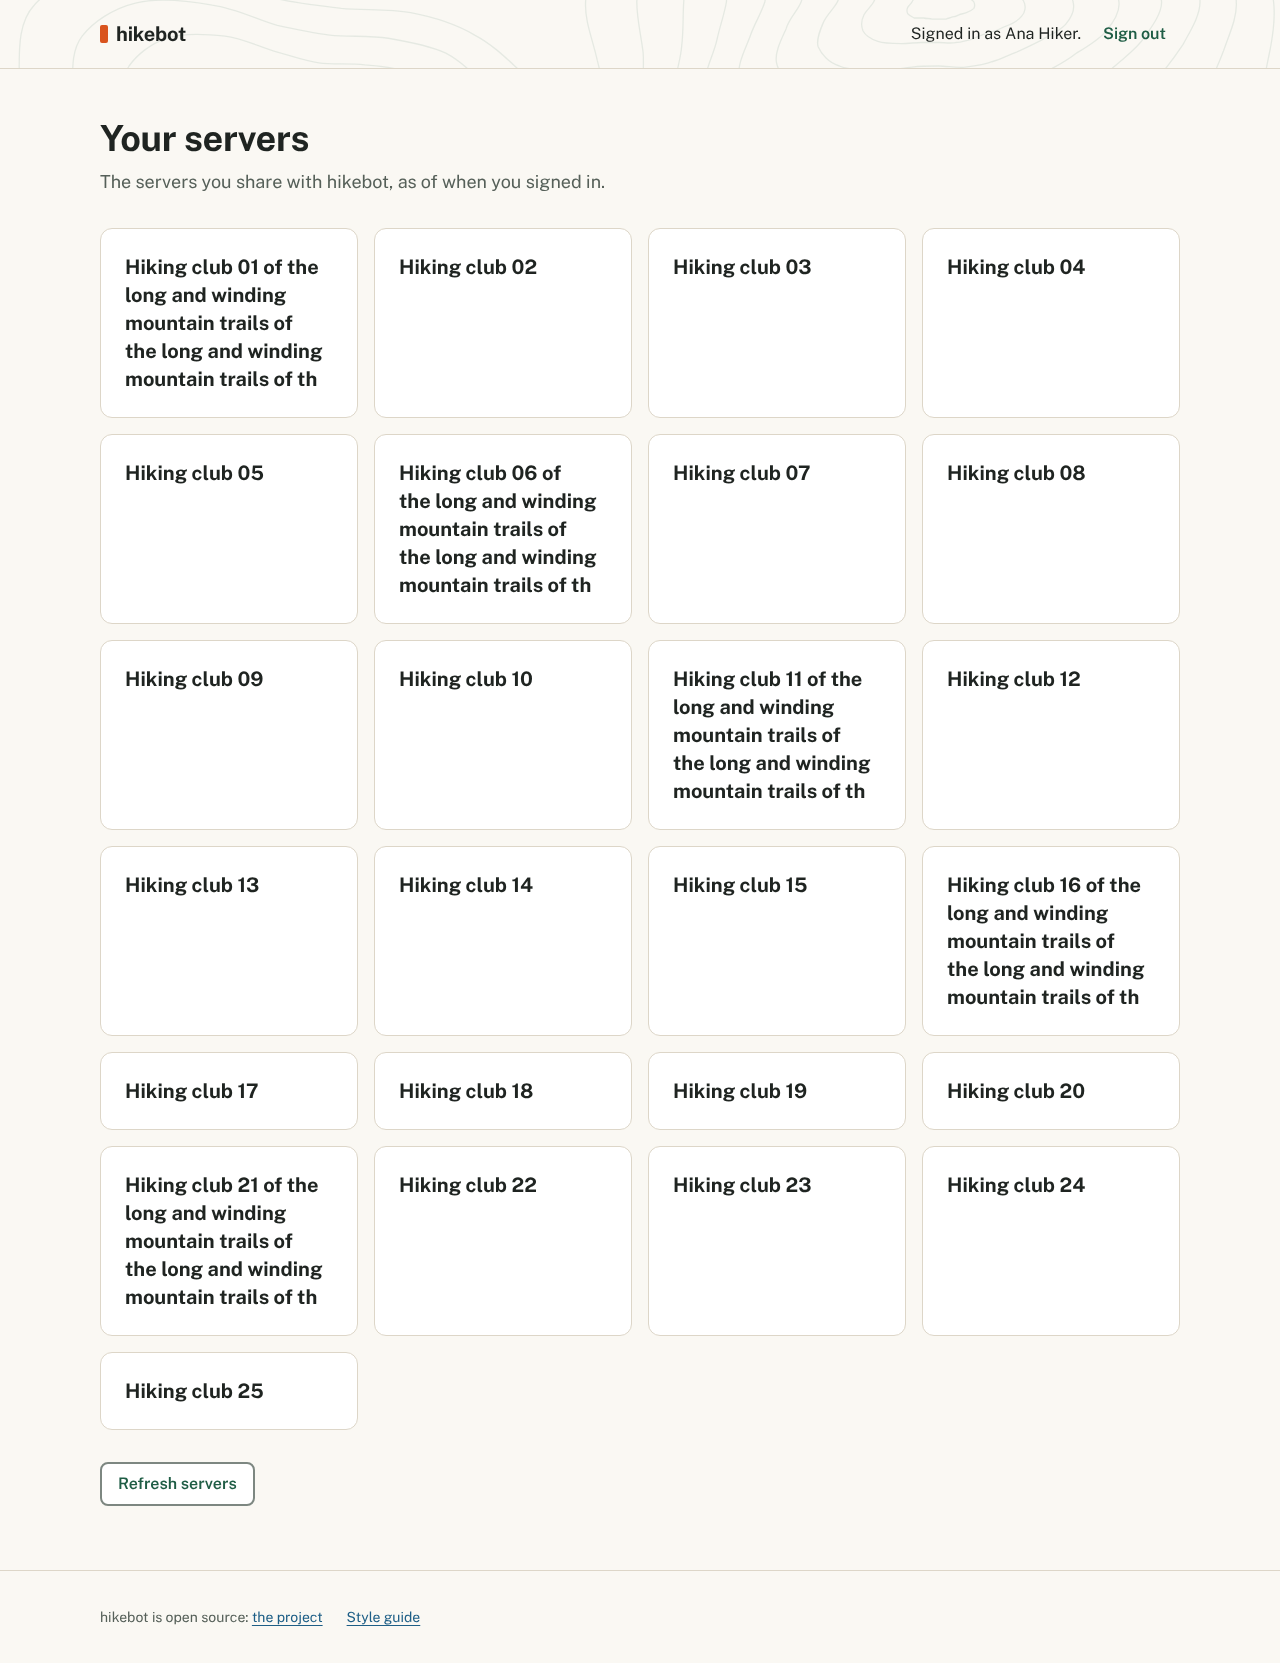 hikebot
Signed in as Ana Hiker. Sign out
Your servers
The servers you share with hikebot, as of when you signed in.
Hiking club 01 of the
long and winding
mountain trails of
the long and winding
mountain trails of th
Hiking club 02
Hiking club 03
Hiking club 04
Hiking club 05
Hiking club 06 of
the long and winding
mountain trails of
the long and winding
mountain trails of th
Hiking club 07
Hiking club 08
Hiking club 09
Hiking club 10
Hiking club 11 of the
long and winding
mountain trails of
the long and winding
mountain trails of th
Hiking club 12
Hiking club 13
Hiking club 14
Hiking club 15
Hiking club 16 of the
long and winding
mountain trails of
the long and winding
mountain trails of th
Hiking club 17
Hiking club 18
Hiking club 19
Hiking club 20
Hiking club 21 of the
long and winding
mountain trails of
the long and winding
mountain trails of th
Hiking club 22
Hiking club 23
Hiking club 24
Hiking club 25
Refresh servers
hikebot is open source: the project Style guide